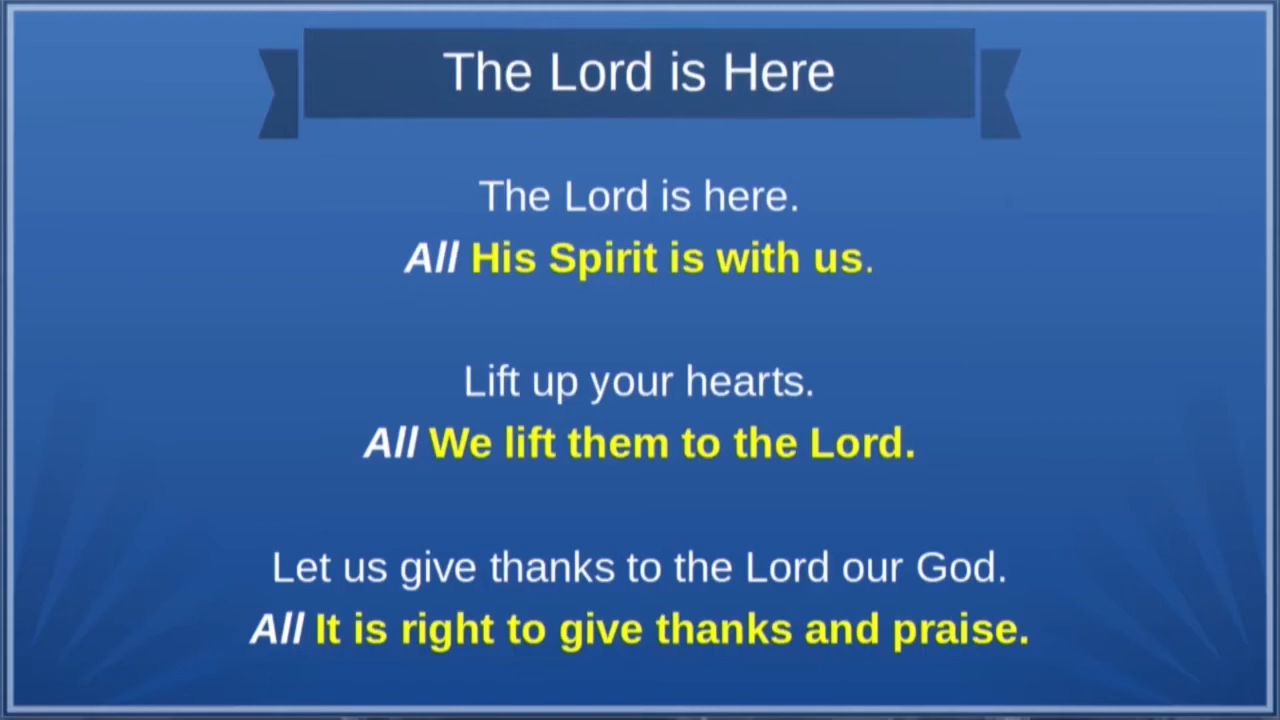 The Lord is Here
The Lord is here.
All His Spirit is with us.
Lift up your hearts.
All We lift them to the Lord.
Let us give thanks to the Lord our God.
All It is right to give thanks and praise.